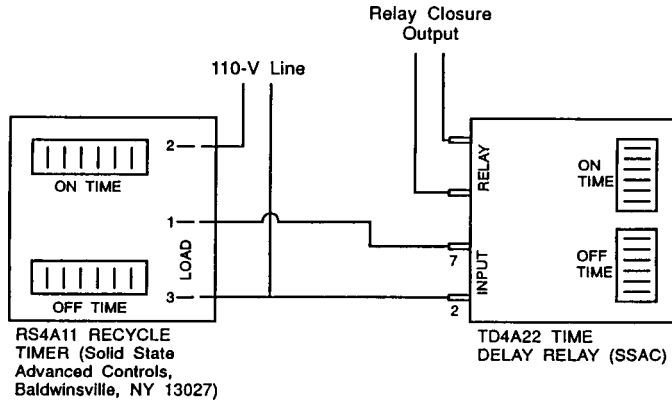 Relay Closure
Output
110-V Line
2
ON TIME
1
LOAD
OFF TIME
3
RELAY
ON
TIME
7
INPUT
OFF
TIME
2
RS4A11 RECYCLE
TIMER (Solid State
Advanced Controls,
Baldwinsville, NY 13027)
TD4A22 TIME
DELAY RELAY (SSAC)